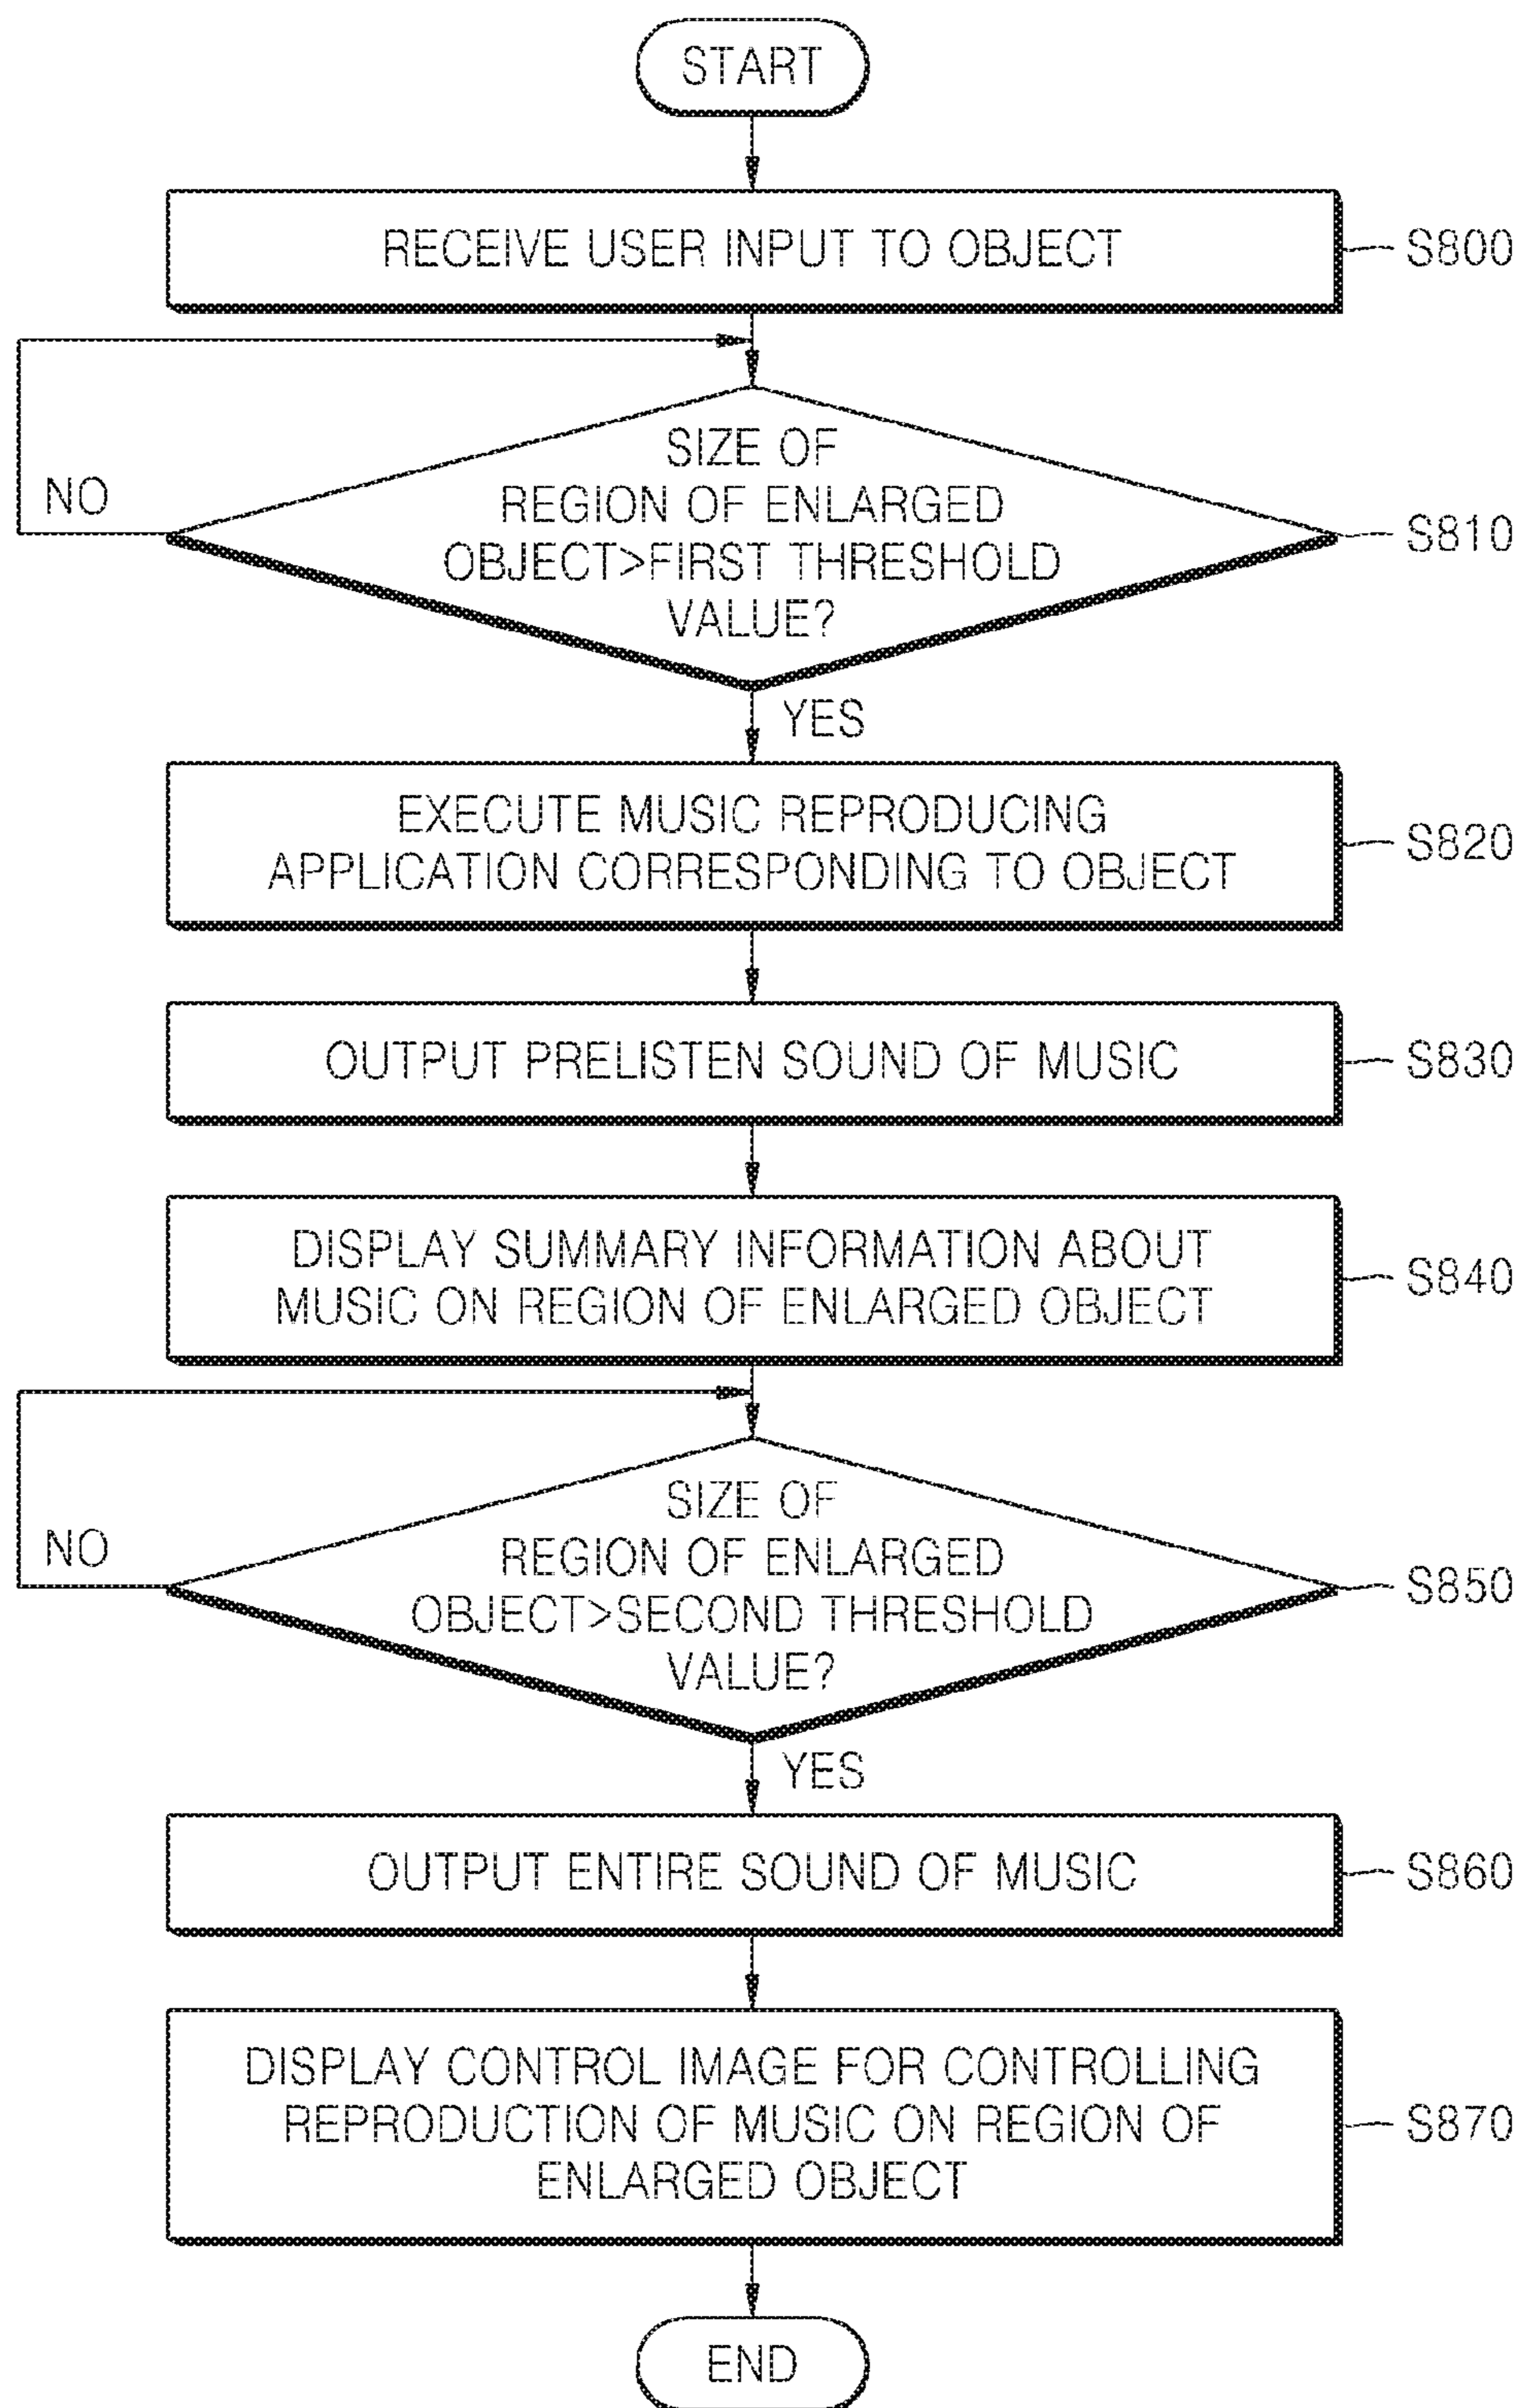 START
RECEIVE USER INPUT TO OBJECT
S800
SIZE OF
REGION OF ENLARGED
OBJECT>FIRST THRESHOLD
VALUE?
S810
NO
YES
EXECUTE MUSIC REPRODUCING
APPLICATION CORRESPONDING TO OBJECT
S820
OUTPUT PRELISTEN SOUND OF MUSIC
S830
DISPLAY SUMMARY INFORMATION ABOUT
MUSIC ON REGION OF ENLARGED OBJECT
S840
SIZE OF
REGION OF ENLARGED
OBJECT>SECOND THRESHOLD
VALUE?
S850
NO
YES
OUTPUT ENTIRE SOUND OF MUSIC
S860
DISPLAY CONTROL IMAGE FOR CONTROLLING
REPRODUCTION OF MUSIC ON REGION OF
ENLARGED OBJECT
S870
END